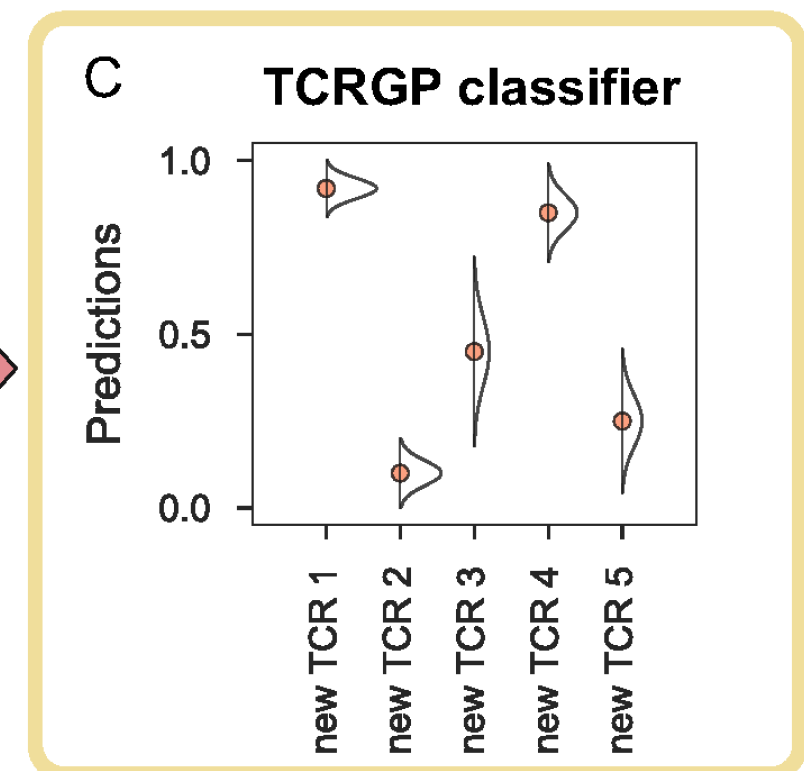 C
TCRGP classifier
Predictions
1.0
0.5
0.0
new TCR 1
new TCR 2
new TCR 3
new TCR 4
new TCR 5